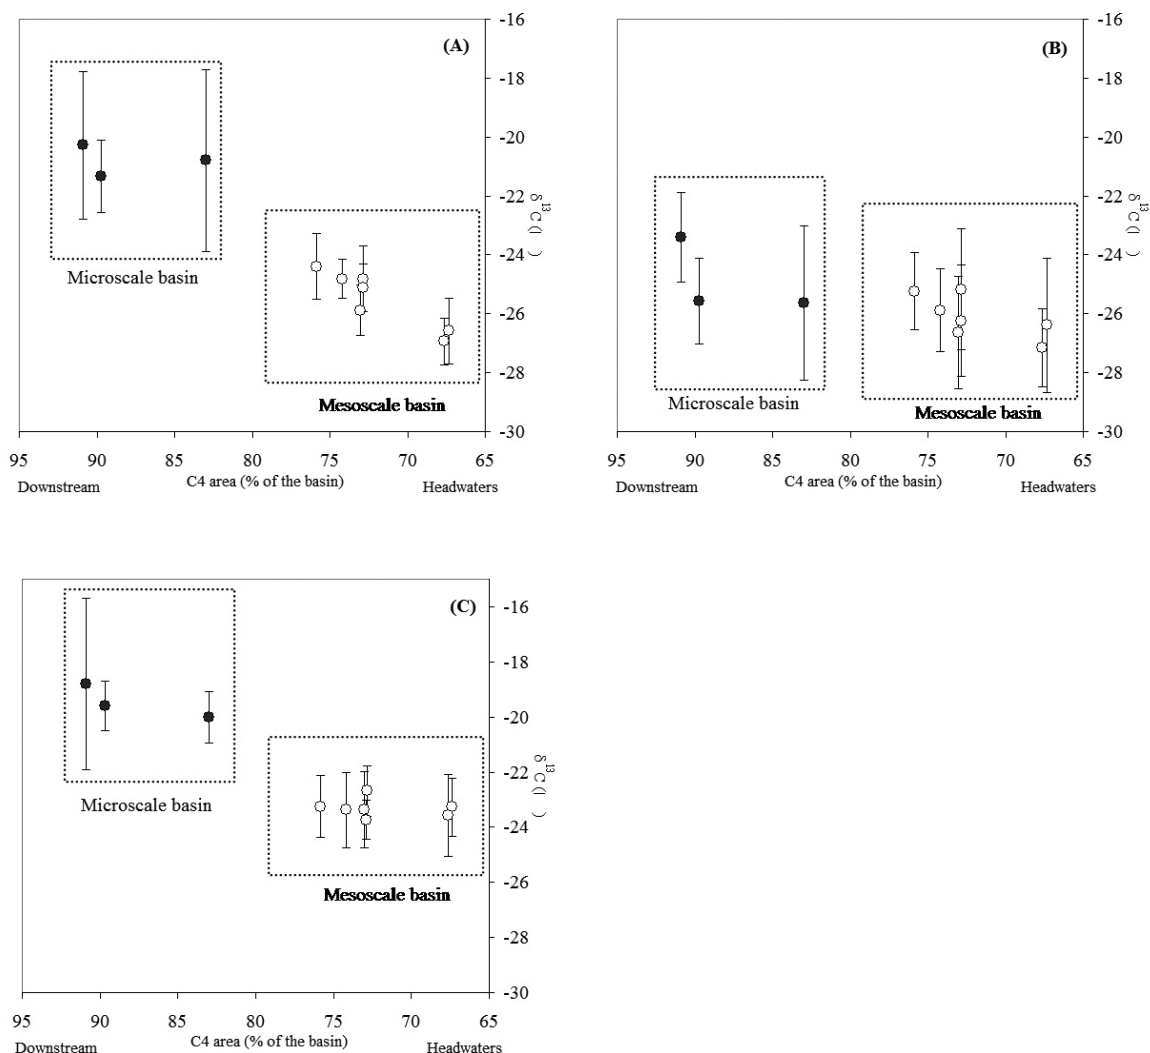 (A)
-16
-18
-20
-22
-24
-26
-28
-30
δ13C (
Microscale basin
Mesoscale basin
95 90 85 80 75 70 65
Downstream C4 area (% of the basin) Headwaters
(B)
-16
-18
-20
-22
-24
-26
-28
-30
δ13C (
Microscale basin
Mesoscale basin
95 90 85 80 75 70 65
Downstream C4 area (% of the basin) Headwaters
(C)
-16
-18
-20
-22
-24
-26
-28
-30
δ13C (
Microscale basin
Mesoscale basin
95 90 85 80 75 70 65
Downstream C4 area (% of the basin) Headwaters